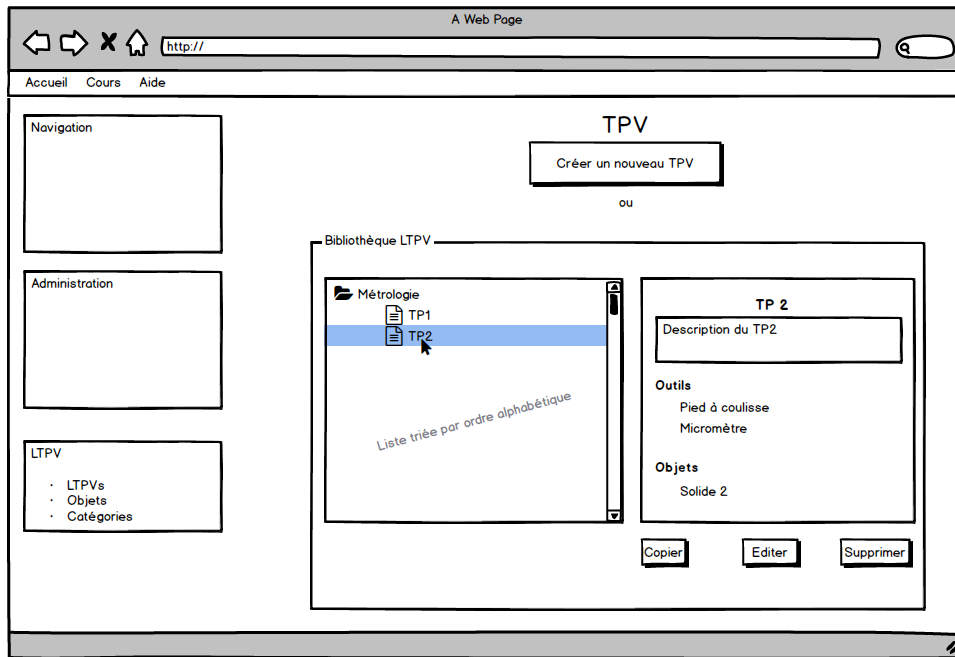 A Web Page
http://
Accueil Cours Aide
Navigation
Administration
LTPV
· LTPVs
· Objets
· Catégories
TPV
Créer un nouveau TPV
ou
Bibliothèque LTPV
Métrologie
TP1
TP2
Liste triée par ordre alphabétique
TP 2
Description du TP2
Outils
Pied à coulisse
Micromètre
Objets
Solide 2
Copier Editer Supprimer